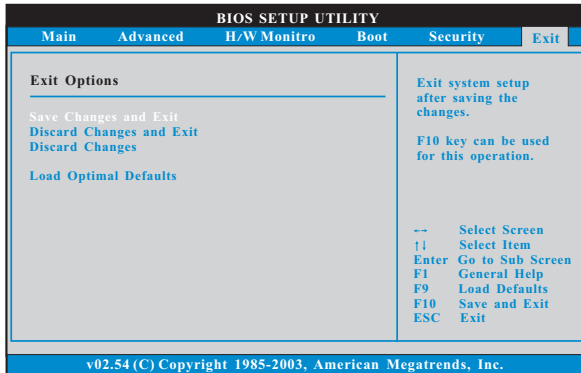 BIOS SETUP UTILITY
Main Advanced H/W Monitro Boot Security Exit
Exit Options
Save Changes and Exit
Discard Changes and Exit
Discard Changes
Load Optimal Defaults
Exit system setup
after saving the
changes.
F10 key can be used
for this operation.
←→ Select Screen
↑↓ Select Item
Enter Go to Sub Screen
F1 General Help
F9 Load Defaults
F10 Save and Exit
ESC Exit
v02.54 (C) Copyright 1985-2003, American Megatrends, Inc.